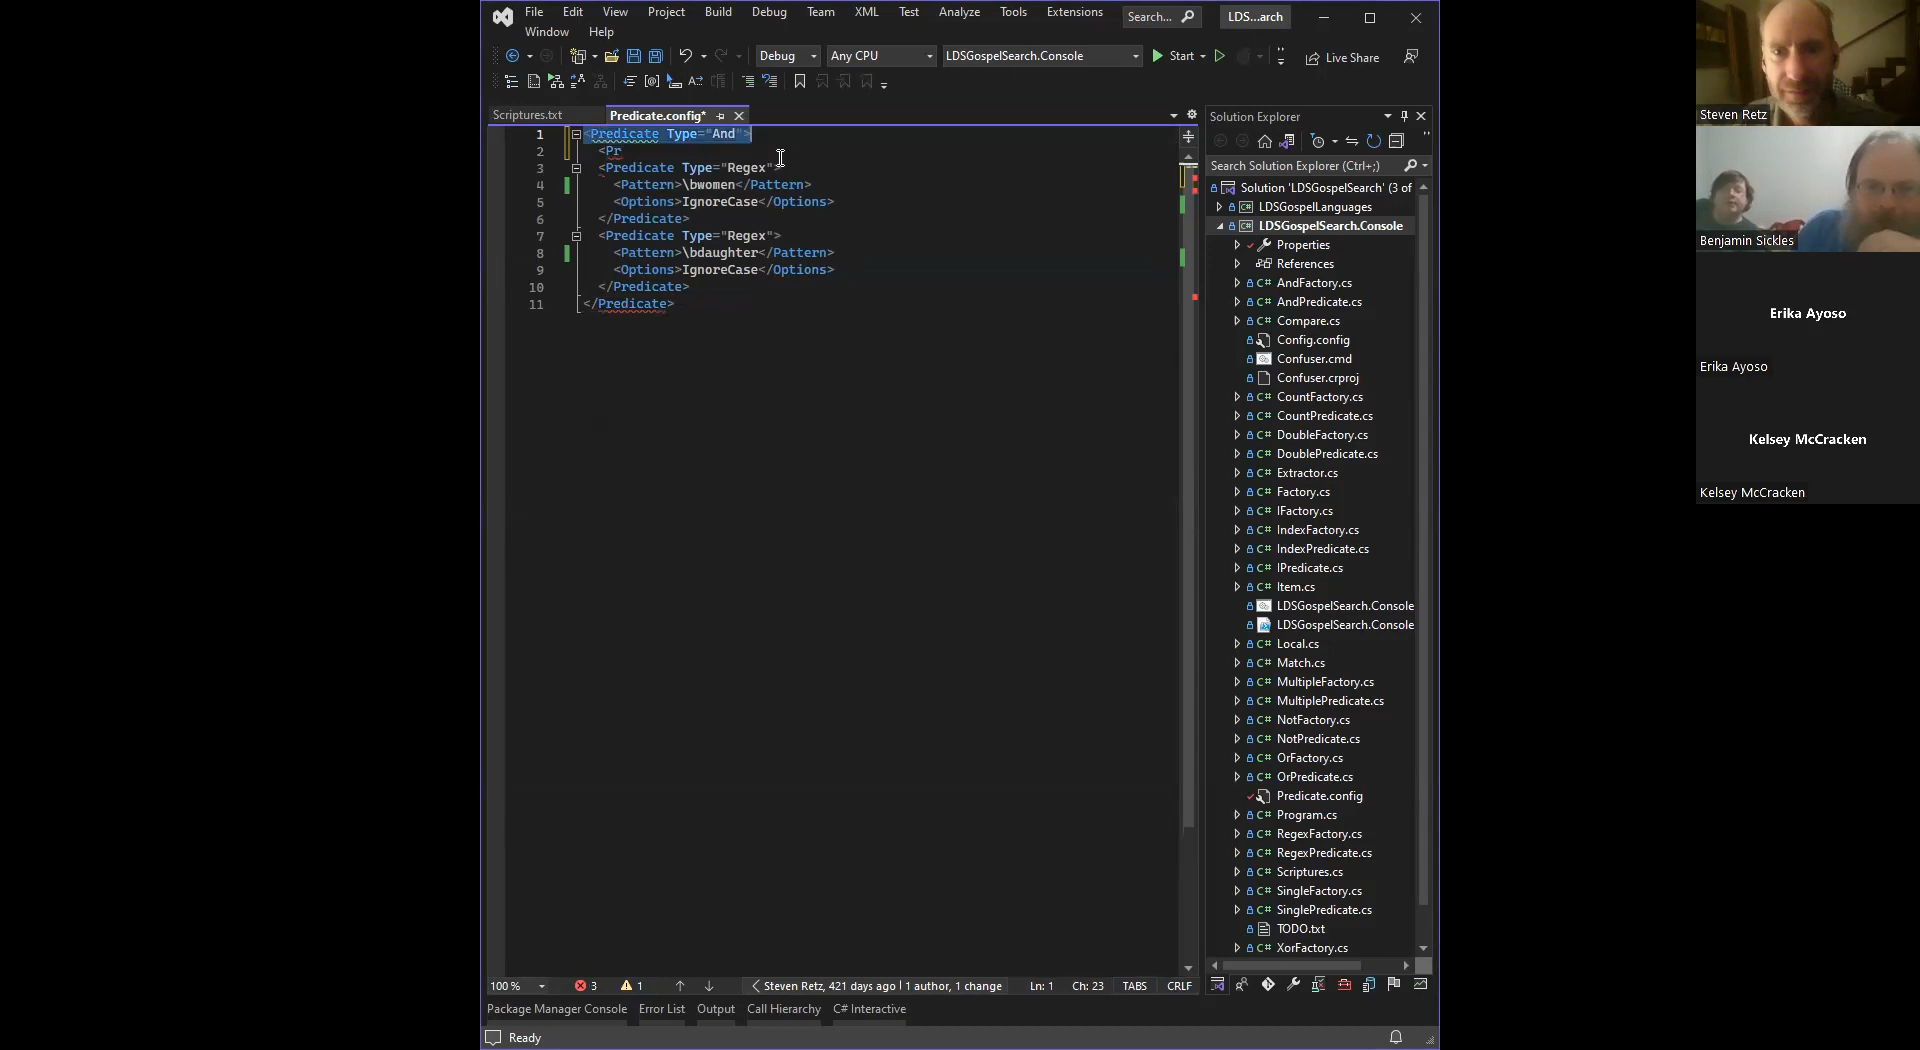 File Edit View Project Build Debug Team XML Test Analyze Tools Extensions
Window Help
Search...
LDS...arch
Debug Any CPU LDSGospelSearch.Console Start Live Share
Scriptures.txt Predicate.config*
1 <Predicate Type="And">
2 <Pr
3 <Predicate Type="Regex">
4 <Pattern>\bwomen</Pattern>
5 <Options>IgnoreCase</Options>
6 </Predicate>
7 <Predicate Type="Regex">
8 <Pattern>\bdaughter</Pattern>
9 <Options>IgnoreCase</Options>
10 </Predicate>
11 </Predicate>
Solution Explorer
Search Solution Explorer (Ctrl+;)
Solution 'LDSGospelSearch' (3 of
C# LDSGospelLanguages
C# LDSGospelSearch.Console
Properties
References
C# AndFactory.cs
C# AndPredicate.cs
C# Compare.cs
Config.config
Confuser.cmd
Confuser.crproj
C# CountFactory.cs
C# CountPredicate.cs
C# DoubleFactory.cs
C# DoublePredicate.cs
C# Extractor.cs
C# Factory.cs
C# IFactory.cs
C# IndexFactory.cs
C# IndexPredicate.cs
C# IPredicate.cs
C# Item.cs
LDSGospelSearch.Console
LDSGospelSearch.Console
C# Local.cs
C# Match.cs
C# MultipleFactory.cs
C# MultiplePredicate.cs
C# NotFactory.cs
C# NotPredicate.cs
C# OrFactory.cs
C# OrPredicate.cs
Predicate.config
C# Program.cs
C# RegexFactory.cs
C# RegexPredicate.cs
C# Scriptures.cs
C# SingleFactory.cs
C# SinglePredicate.cs
TODO.txt
C# XorFactory.cs
100 % 3 1 Steven Retz, 421 days ago | 1 author, 1 change Ln: 1 Ch: 23 TABS CRLF
Package Manager Console Error List Output Call Hierarchy C# Interactive
Ready
Steven Retz
Benjamin Sickles
Erika Ayoso
Erika Ayoso
Kelsey McCracken
Kelsey McCracken